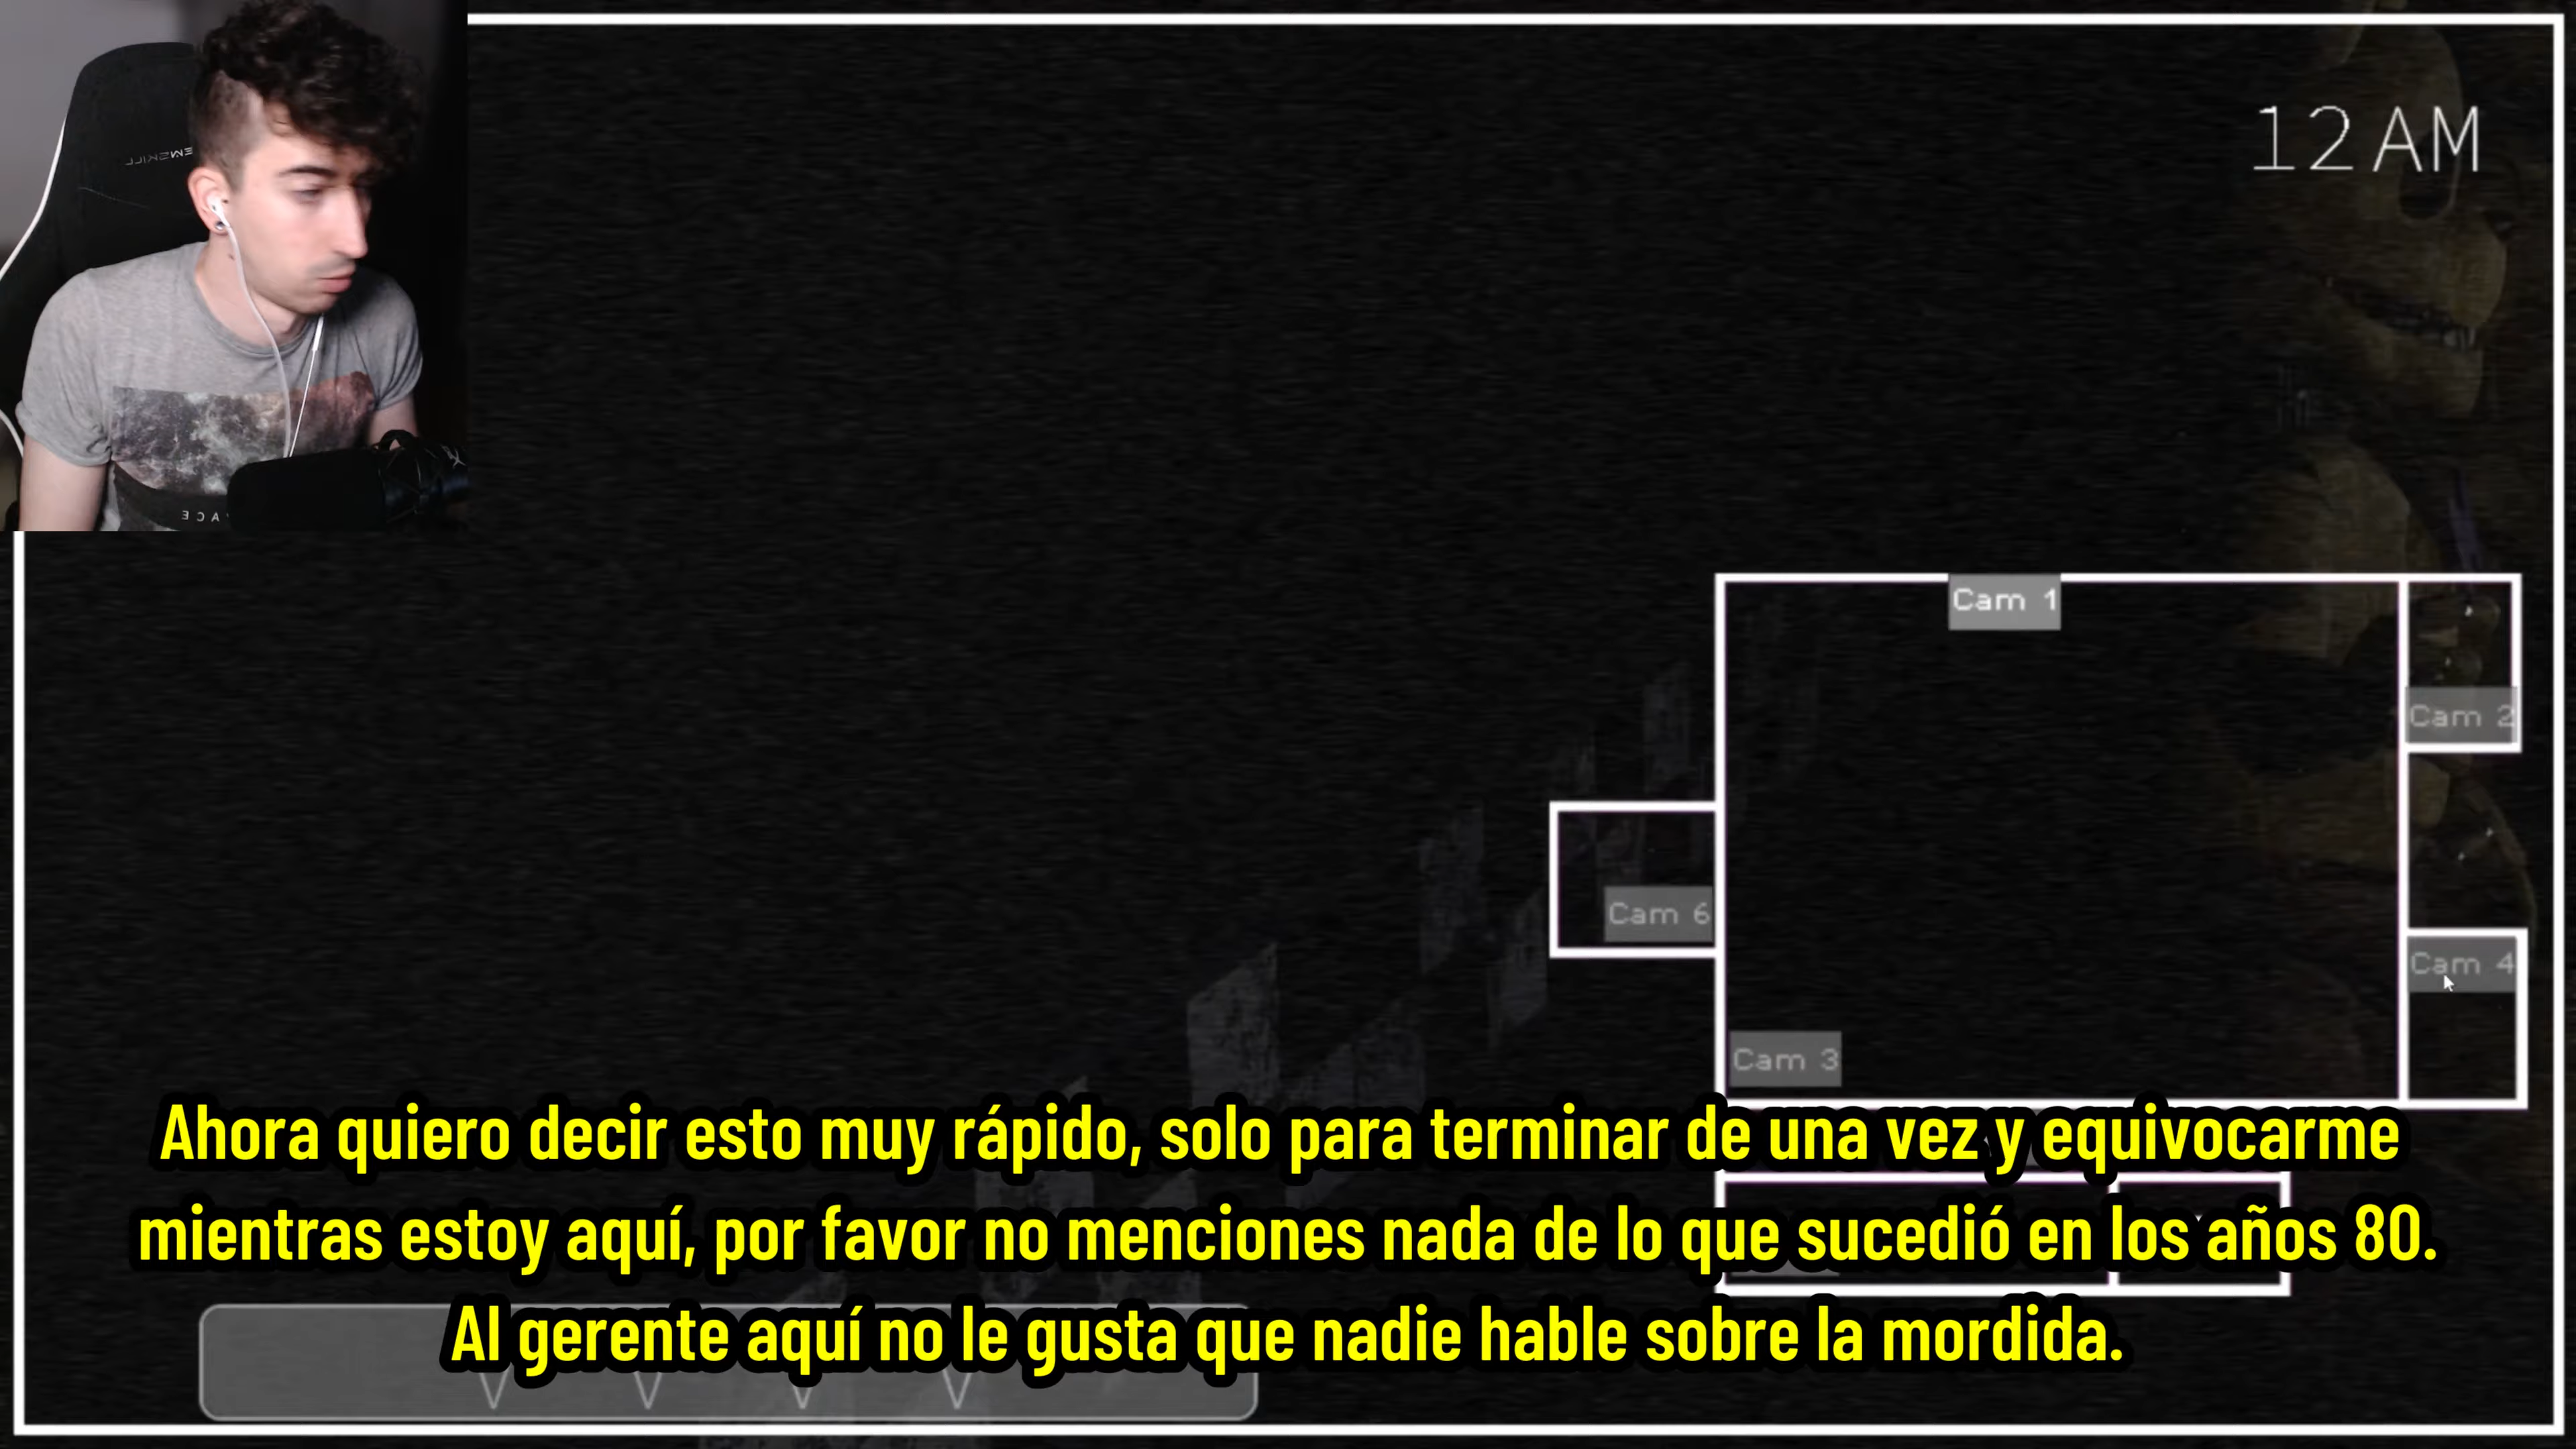 12 AM
Cam 1
Cam 2
Cam 6
Cam 4
Cam 3
Ahora quiero decir esto muy rápido, solo para terminar de una vez y equivocarme
mientras estoy aquí, por favor no menciones nada de lo que sucedió en los años 80.
Al gerente aquí no le gusta que nadie hable sobre la mordida.